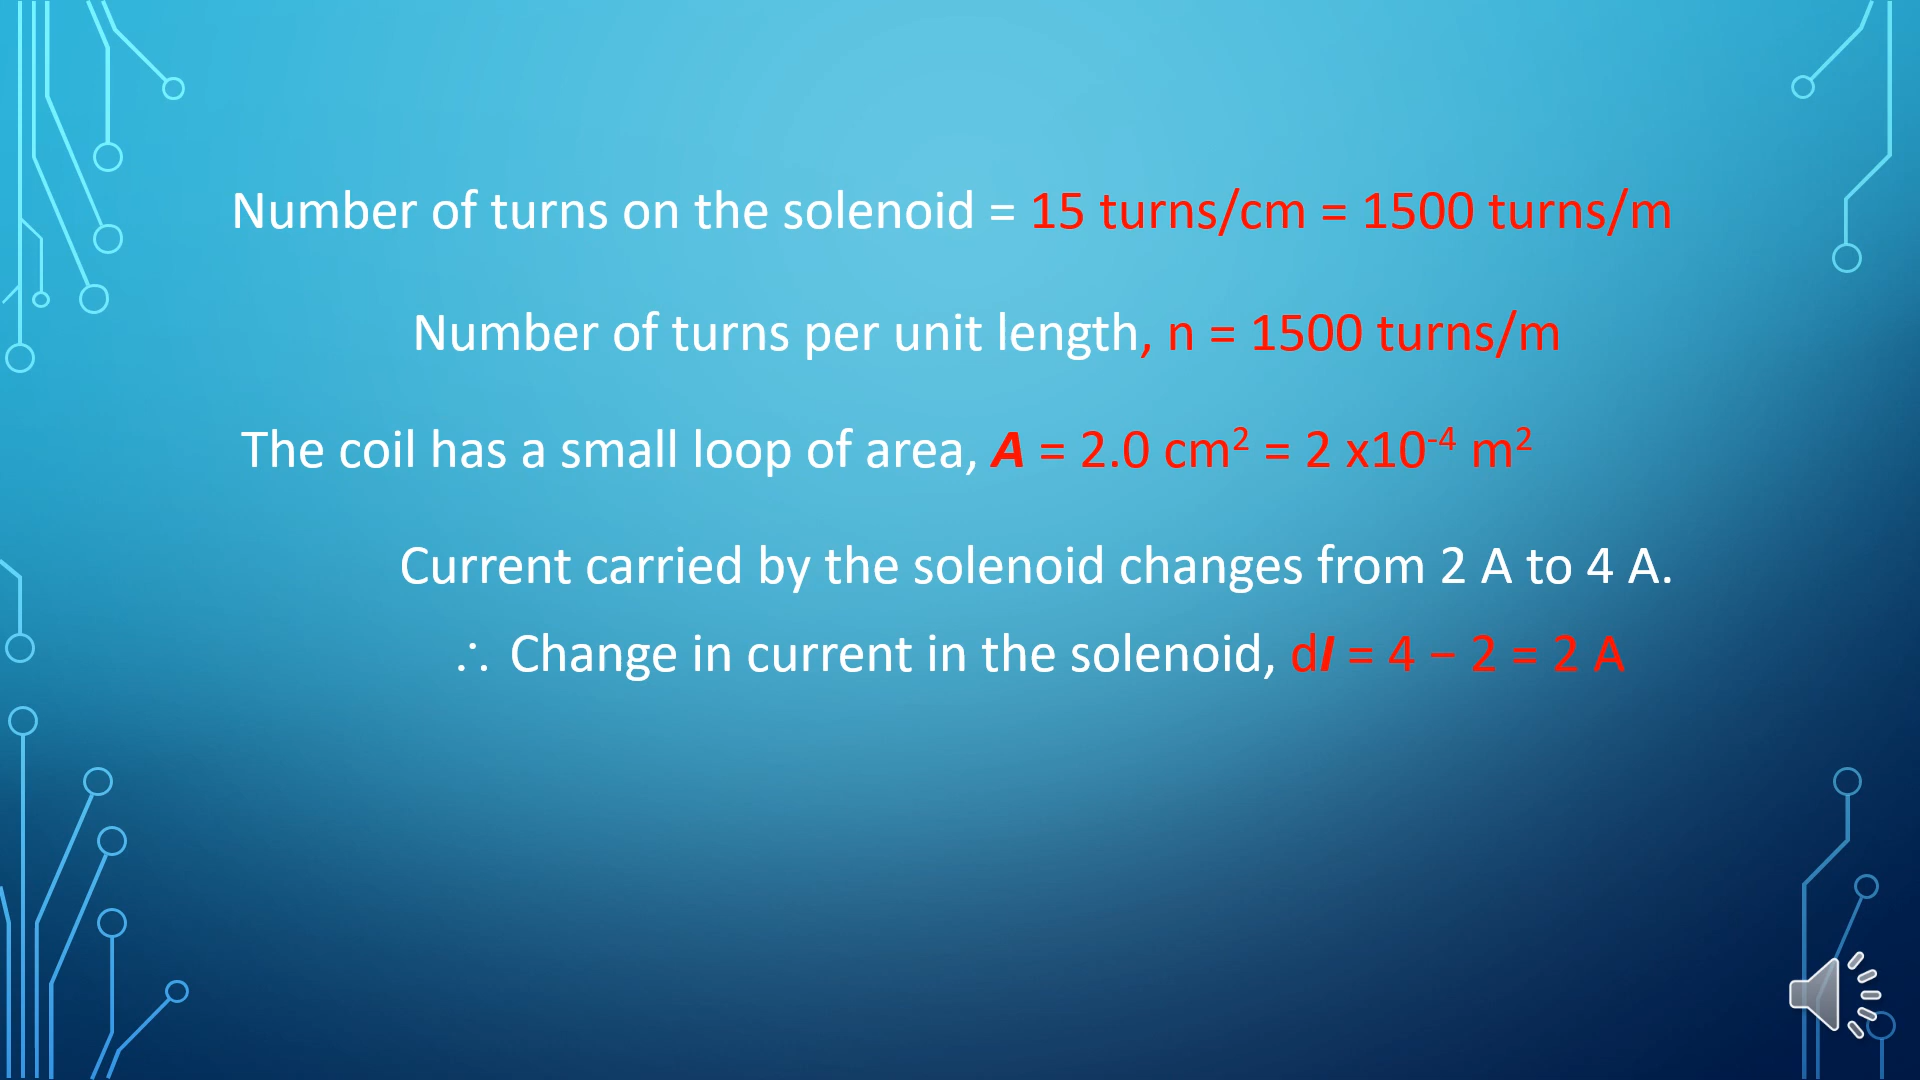 Number of turns on the solenoid = 15 turns/cm = 1500 turns/m
Number of turns per unit length, n = 1500 turns/m
The coil has a small loop of area, A = 2.0 cm² = 2 x10⁻⁴ m²
Current carried by the solenoid changes from 2 A to 4 A.
∴ Change in current in the solenoid, dI = 4 − 2 = 2 A